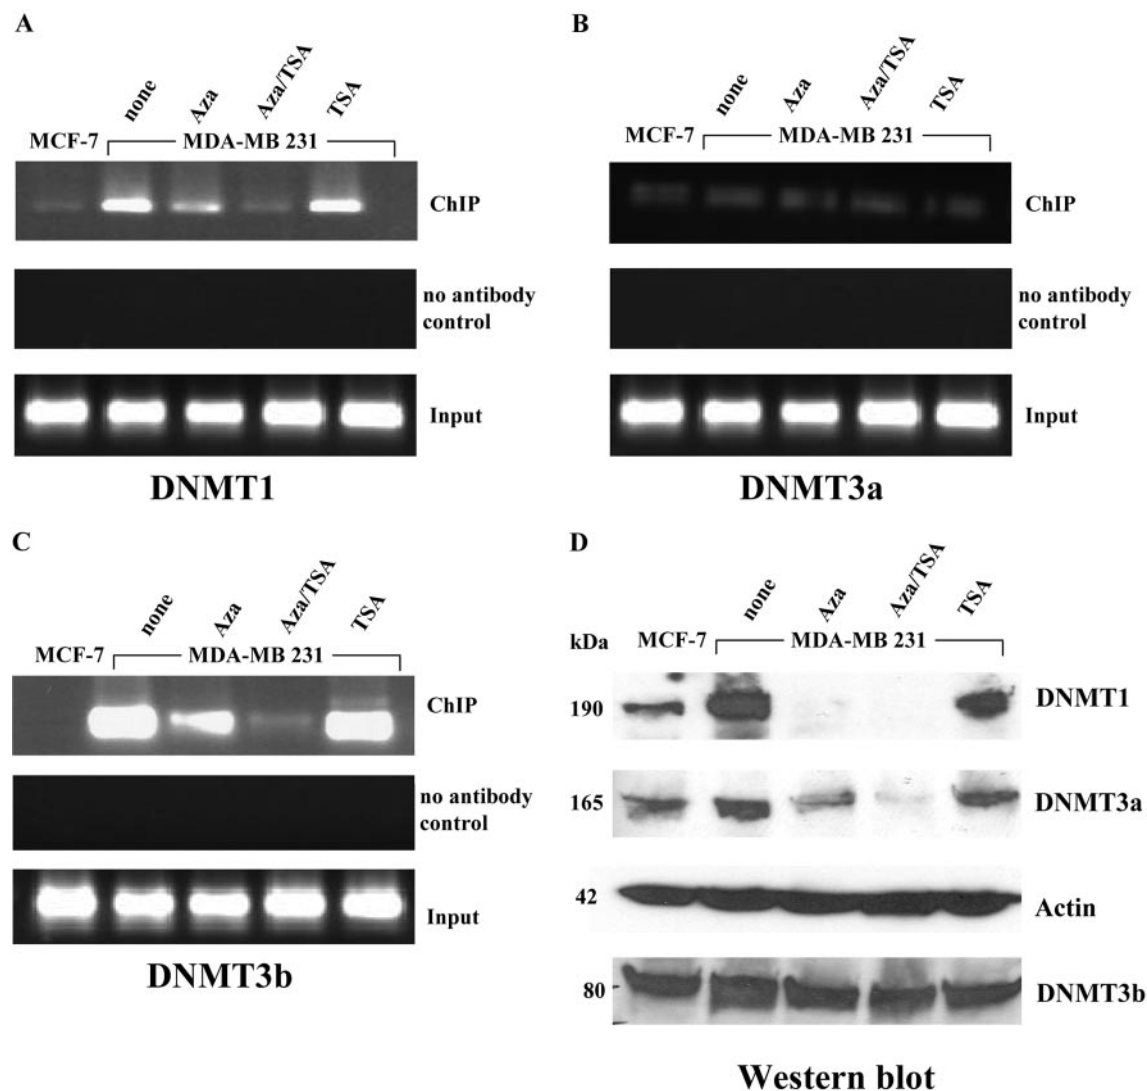 A
none
Aza
Aza/TSA
TSA
MCF-7
MDA-MB 231
ChIP
no antibody
control
Input
DNMT1
B
none
Aza
Aza/TSA
TSA
MCF-7
MDA-MB 231
ChIP
no antibody
control
Input
DNMT3a
C
none
Aza
Aza/TSA
TSA
MCF-7
MDA-MB 231
ChIP
no antibody
control
Input
DNMT3b
D
none
Aza
Aza/TSA
TSA
kDa
MCF-7
MDA-MB 231
190
DNMT1
165
DNMT3a
42
Actin
80
DNMT3b
Western blot